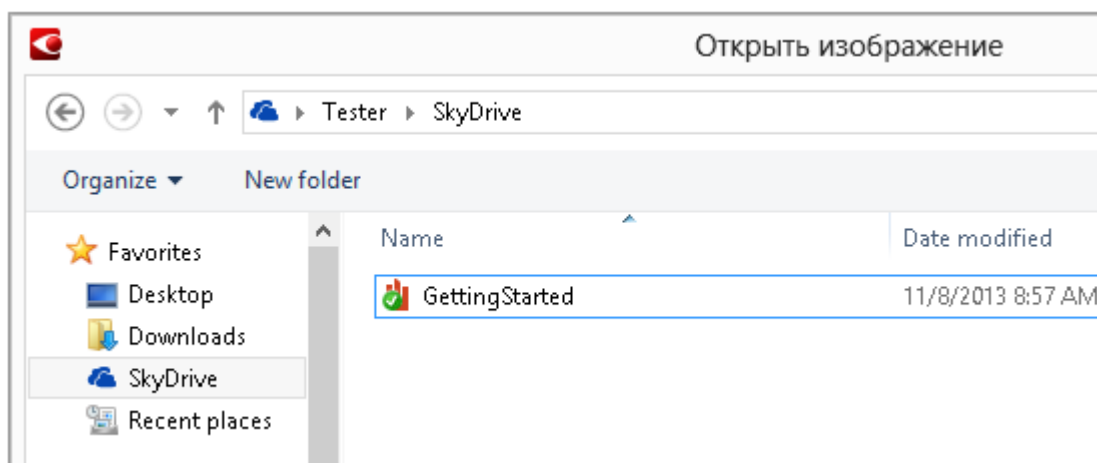 Открыть изображение
Tester SkyDrive
Organize New folder
Name Date modified
Favorites
Desktop
Downloads
SkyDrive
Recent places
GettingStarted 11/8/2013 8:57 AM